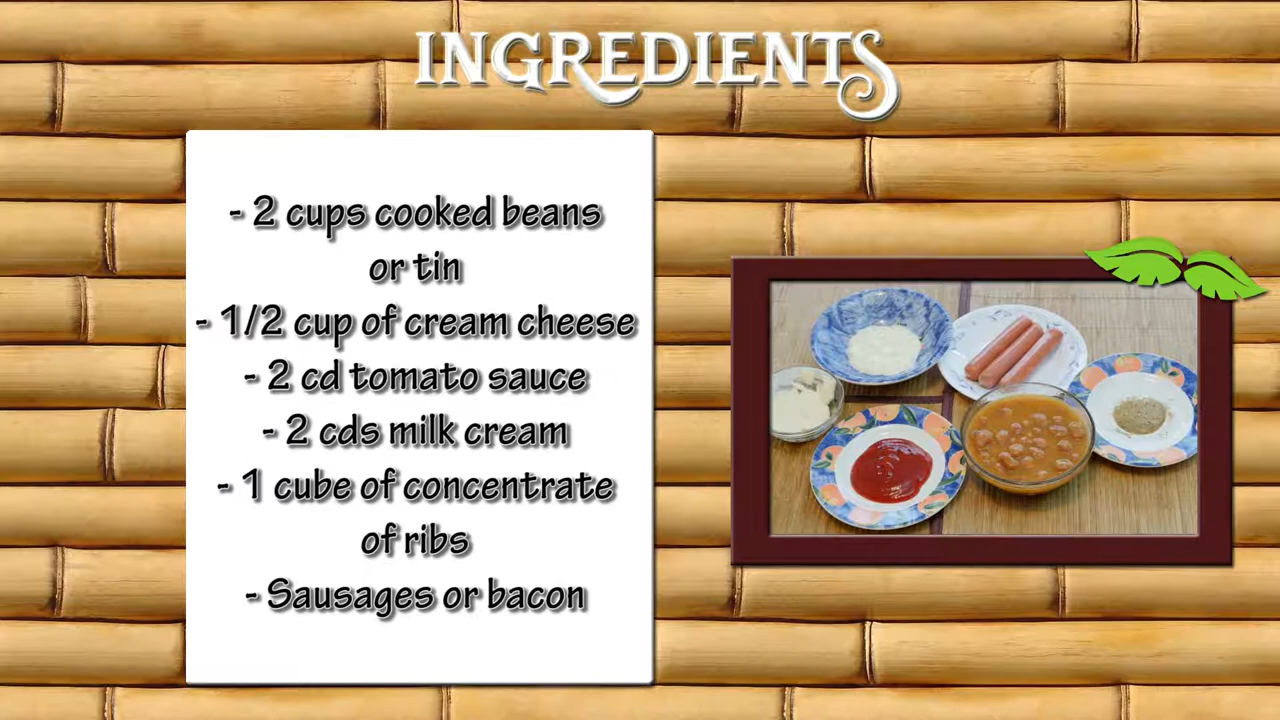 INGREDIENTS
- 2 cups cooked beans
or tin
- 1/2 cup of cream cheese
- 2 cd tomato sauce
- 2 cds milk cream
- 1 cube of concentrate
of ribs
- Sausages or bacon